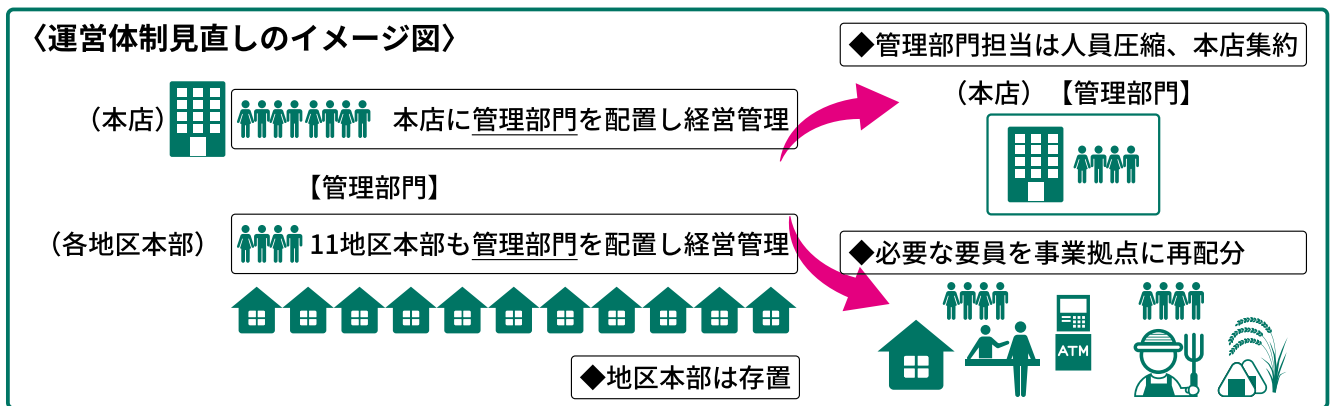 〈運営体制見直しのイメージ図〉
（本店）
本店に管理部門を配置し経営管理
【管理部門】
（各地区本部）
11地区本部も管理部門を配置し経営管理
◆地区本部は存置
◆管理部門担当は人員圧縮、本店集約
（本店）【管理部門】
◆必要な要員を事業拠点に再配分
ATM